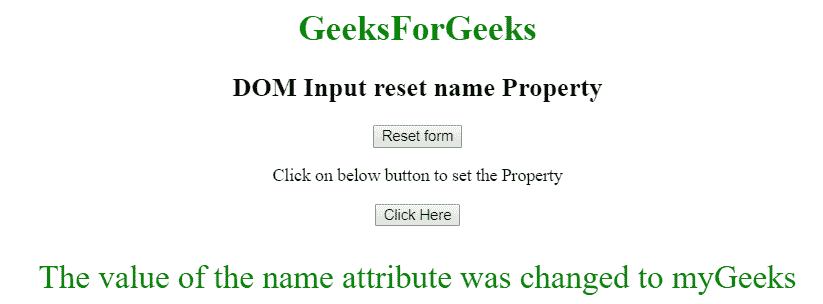 GeeksForGeeks
DOM Input reset name Property
Reset form
Click on below button to set the Property
Click Here
The value of the name attribute was changed to myGeeks